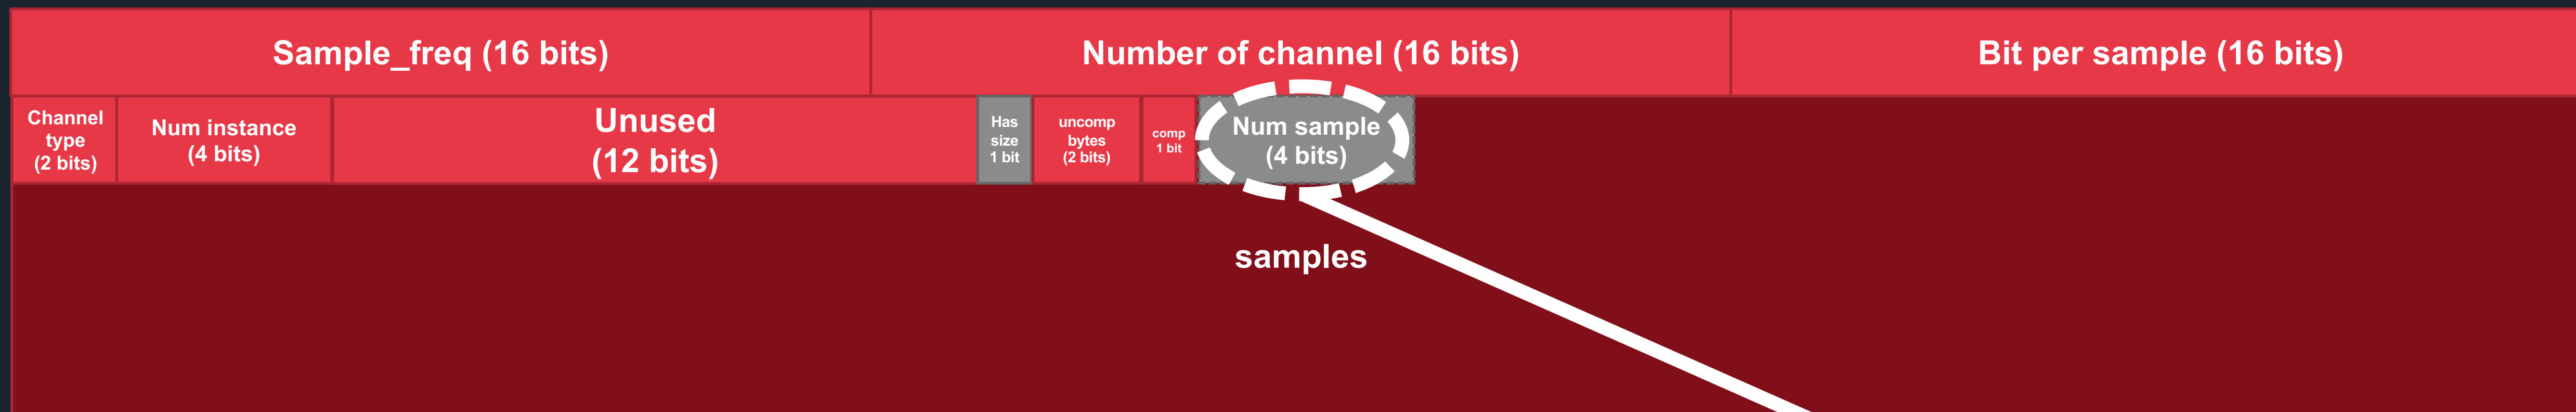 Sample_freq (16 bits)
Number of channel (16 bits)
Bit per sample (16 bits)
Channel
type
(2 bits)
Num instance
(4 bits)
Unused
(12 bits)
Has
size
1 bit
uncomp
bytes
(2 bits)
comp
1 bit
Num sample
(4 bits)
samples